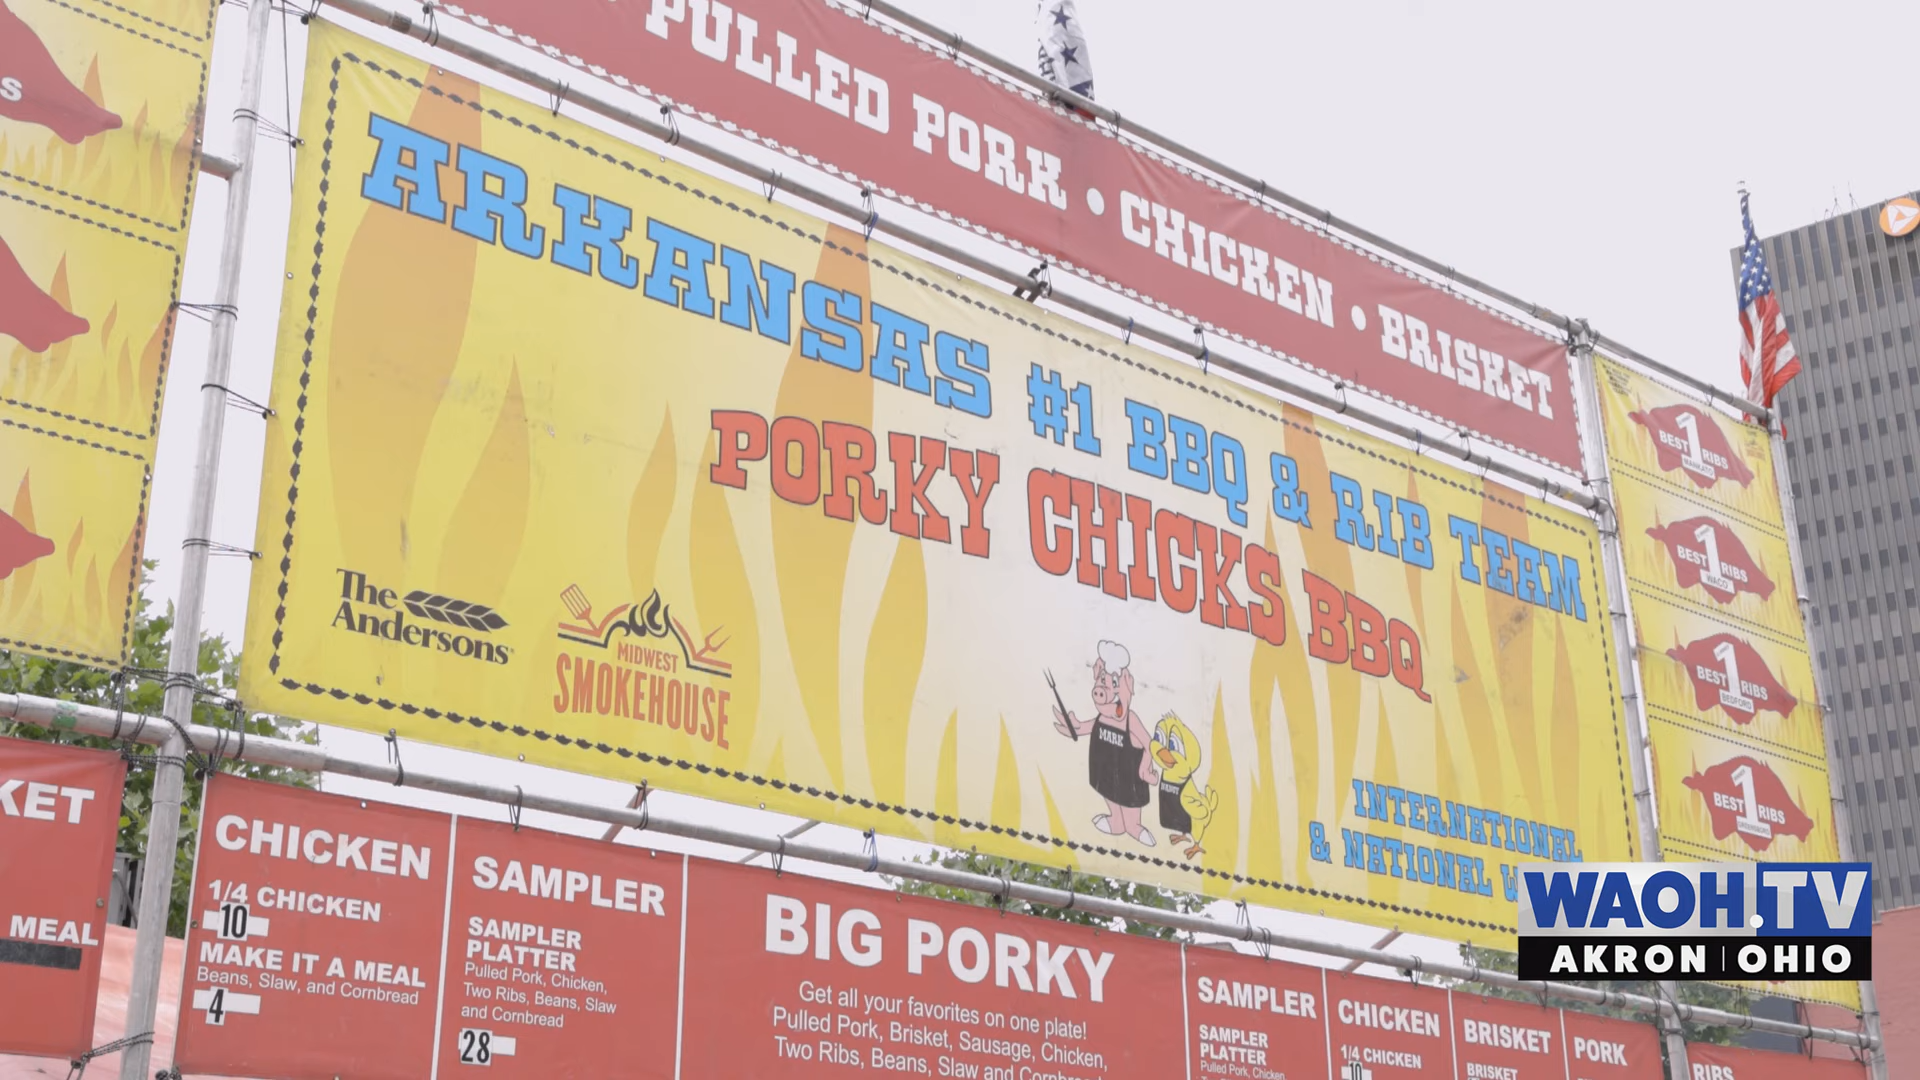 PULLED PORK • CHICKEN • BRISKET
ARKANSAS #1 BBQ & RIB TEAM
PORKY CHICKS BBQ
The
Andersons
MIDWEST
SMOKEHOUSE
MARK
INTERNATIONAL
& NATIONAL W
S
BEST 1 RIBS
MANKATO
BEST 1 RIBS
WACO
BEST 1 RIBS
BEDFORD
BEST 1 RIBS
KET
MEAL
CHICKEN
1/4 CHICKEN
10
MAKE IT A MEAL
Beans, Slaw, and Cornbread
4
SAMPLER
SAMPLER
PLATTER
Pulled Pork, Chicken,
Two Ribs, Beans, Slaw
and Cornbread
28
BIG PORKY
Get all your favorites on one plate!
Pulled Pork, Brisket, Sausage, Chicken,
Two Ribs, Beans, Slaw and Cornbread
SAMPLER
SAMPLER
PLATTER
Pulled Pork, Chicken
CHICKEN
1/4 CHICKEN
10
BRISKET
BRISKET
PORK
RIBS
WAOH.TV
AKRON | OHIO